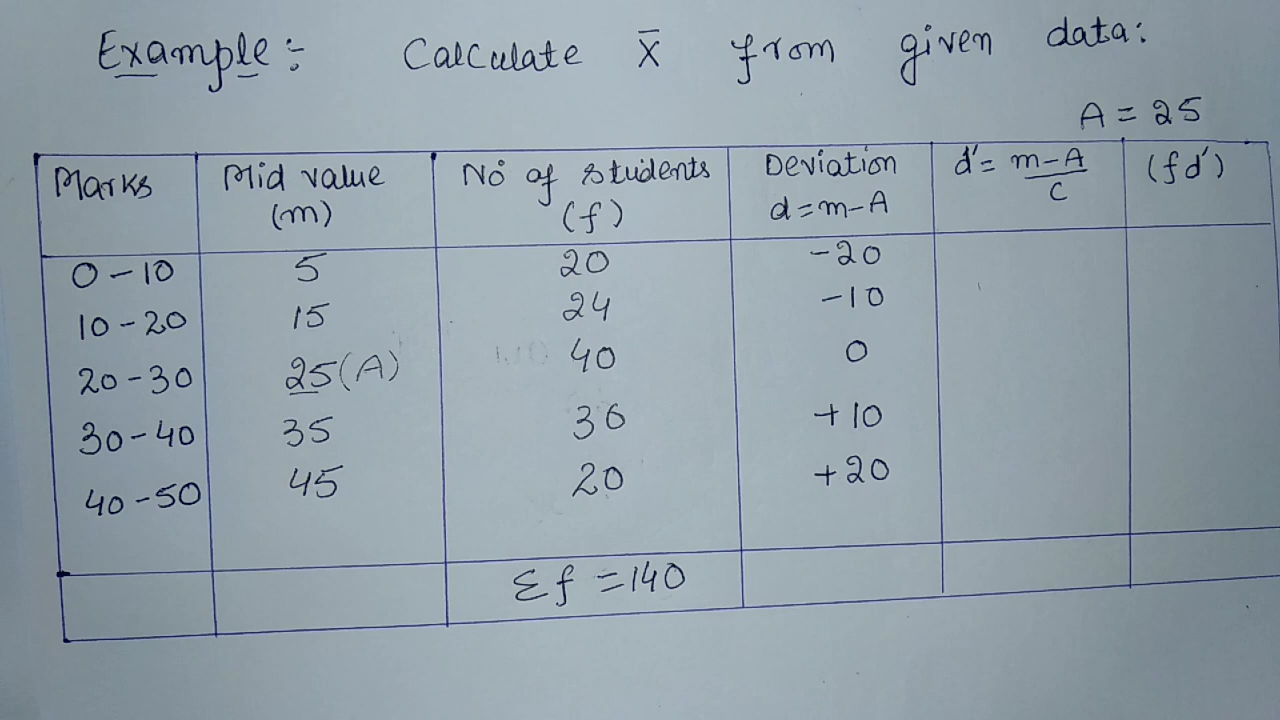 Example:- Calculate x̄ from given data:
A = 25
Marks | Mid value (m) | No of students (f) | Deviation d=m-A | d'= m-A/C | (fd')
0-10 | 5 | 20 | -20
10-20 | 15 | 24 | -10
20-30 | 25(A) | 40 | 0
30-40 | 35 | 36 | +10
40-50 | 45 | 20 | +20
Σf = 140